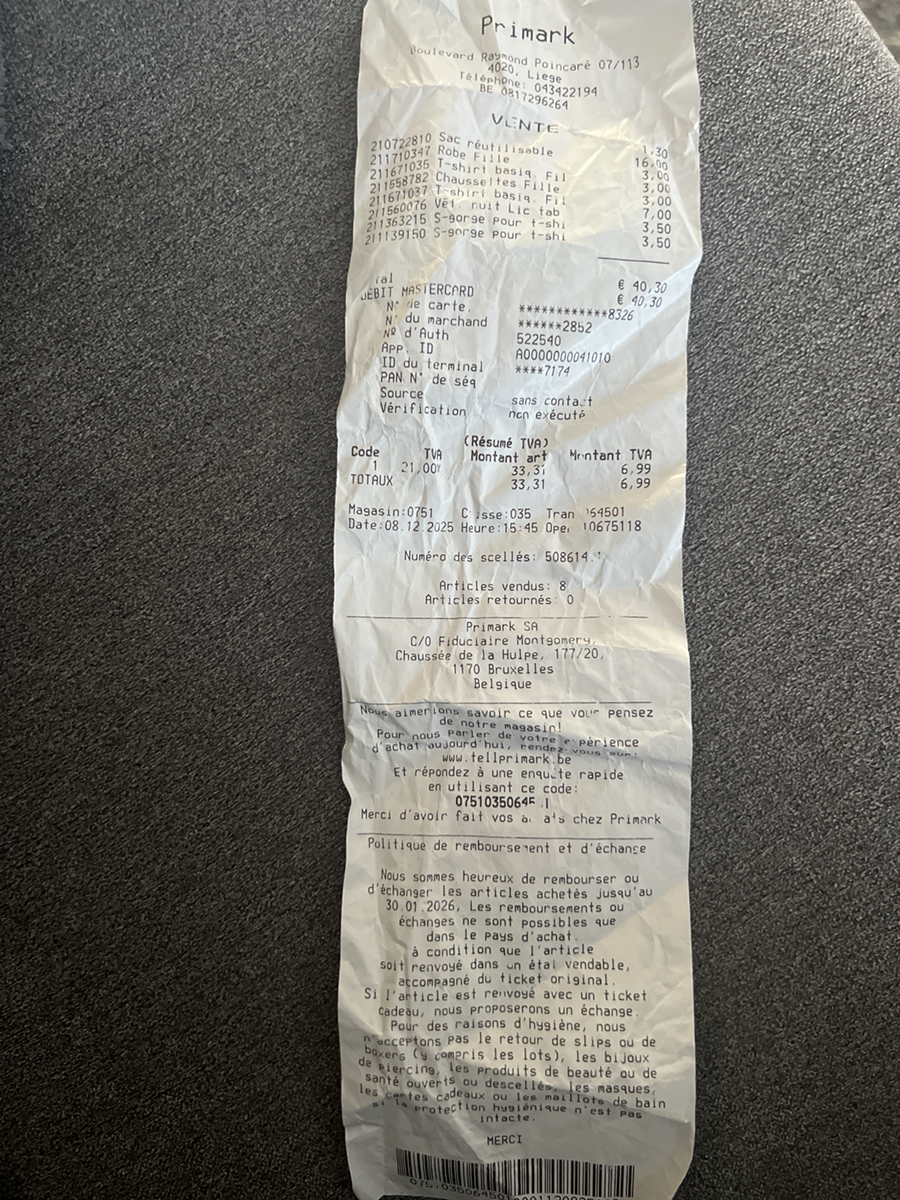 Primark
Boulevard Raymond Poincaré 07/113
4020, Liege
Téléphone: 043422194
BE 0817296264
VENTE
210722810 Sac réutilisable 1,30
211710347 Robe Fille 16,00
211671035 T-shirt basiq. Fil 3,00
211558782 Chaussettes Fille 3,00
211671037 T-shirt basiq. Fil 3,00
211560076 Vêt. nuit Lic tab 7,00
211363215 S-gorge pour t-shi 3,50
211139150 S-gorge pour t-shi 3,50
€ 40,30
DEBIT MASTERCARD € 40,30
N° de carte. ************8326
N° du marchand ******2852
Nº d'Auth 522540
App. ID A0000000041010
ID du terminal ****7174
PAN N° de séq
Source sans contact
Vérification non exécuté
(Résumé TVA)
Code TVA Montant art Montant TVA
1 21,00% 33,31 6,99
TOTAUX 33,31 6,99
Magasin:0751 Caisse:035 Tran 64501
Date:08.12.2025 Heure:15:45 Ope. 10675118
Numéro des scellés: 508614
Articles vendus: 8
Articles retournés: 0
Primark SA
C/O Fiduciaire Montgomery,
Chaussée de la Hulpe, 177/20,
1170 Bruxelles
Belgique
Nous aimerions savoir ce que vous pensez
de notre magasin!
Pour nous parler de votre expérience
d'achat aujourd'hui, rendez-vous sur:
www.tellprimark.be
Et répondez à une enquête rapide
en utilisant ce code:
Merci d'avoir fait vos achats chez Primark
Politique de remboursement et d'échange
Nous sommes heureux de rembourser ou
d'échanger les articles achetés jusqu'au
30.01.2026, Les remboursements ou
échanges ne sont possibles que
dans le pays d'achat.
à condition que l'article
soit renvoyé dans un état vendable,
accompagné du ticket original.
Si l'article est renvoyé avec un ticket
cadeau, nous proposerons un échange.
Pour des raisons d'hygiène, nous
n'acceptons pas le retour de slips ou de
boxers (y compris les lots), les bijoux
de piercing, les produits de beauté ou de
santé ouverts ou descellés, les masques,
les cartes cadeaux ou les maillots de bain
si la protection hygiénique n'est pas
intacte.
MERCI